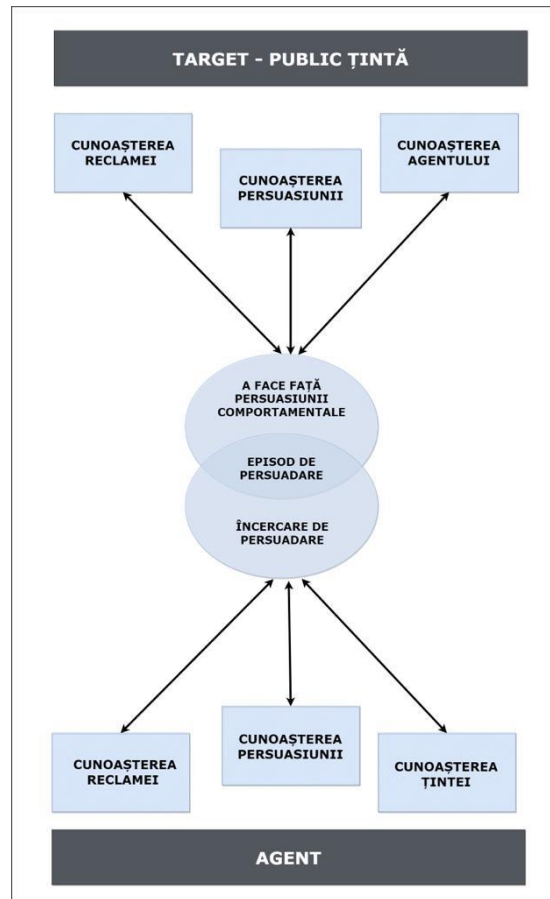 TARGET - PUBLIC ȚINTĂ
CUNOAȘTEREA
RECLAMEI
CUNOAȘTEREA
PERSUASIUNII
CUNOAȘTEREA
AGENTULUI
A FACE FAȚĂ
PERSUASIUNII
COMPORTAMENTALE
EPISOD DE
PERSUADARE
ÎNCERCARE DE
PERSUADARE
CUNOAȘTEREA
RECLAMEI
CUNOAȘTEREA
PERSUASIUNII
CUNOAȘTEREA
ȚINTEI
AGENT